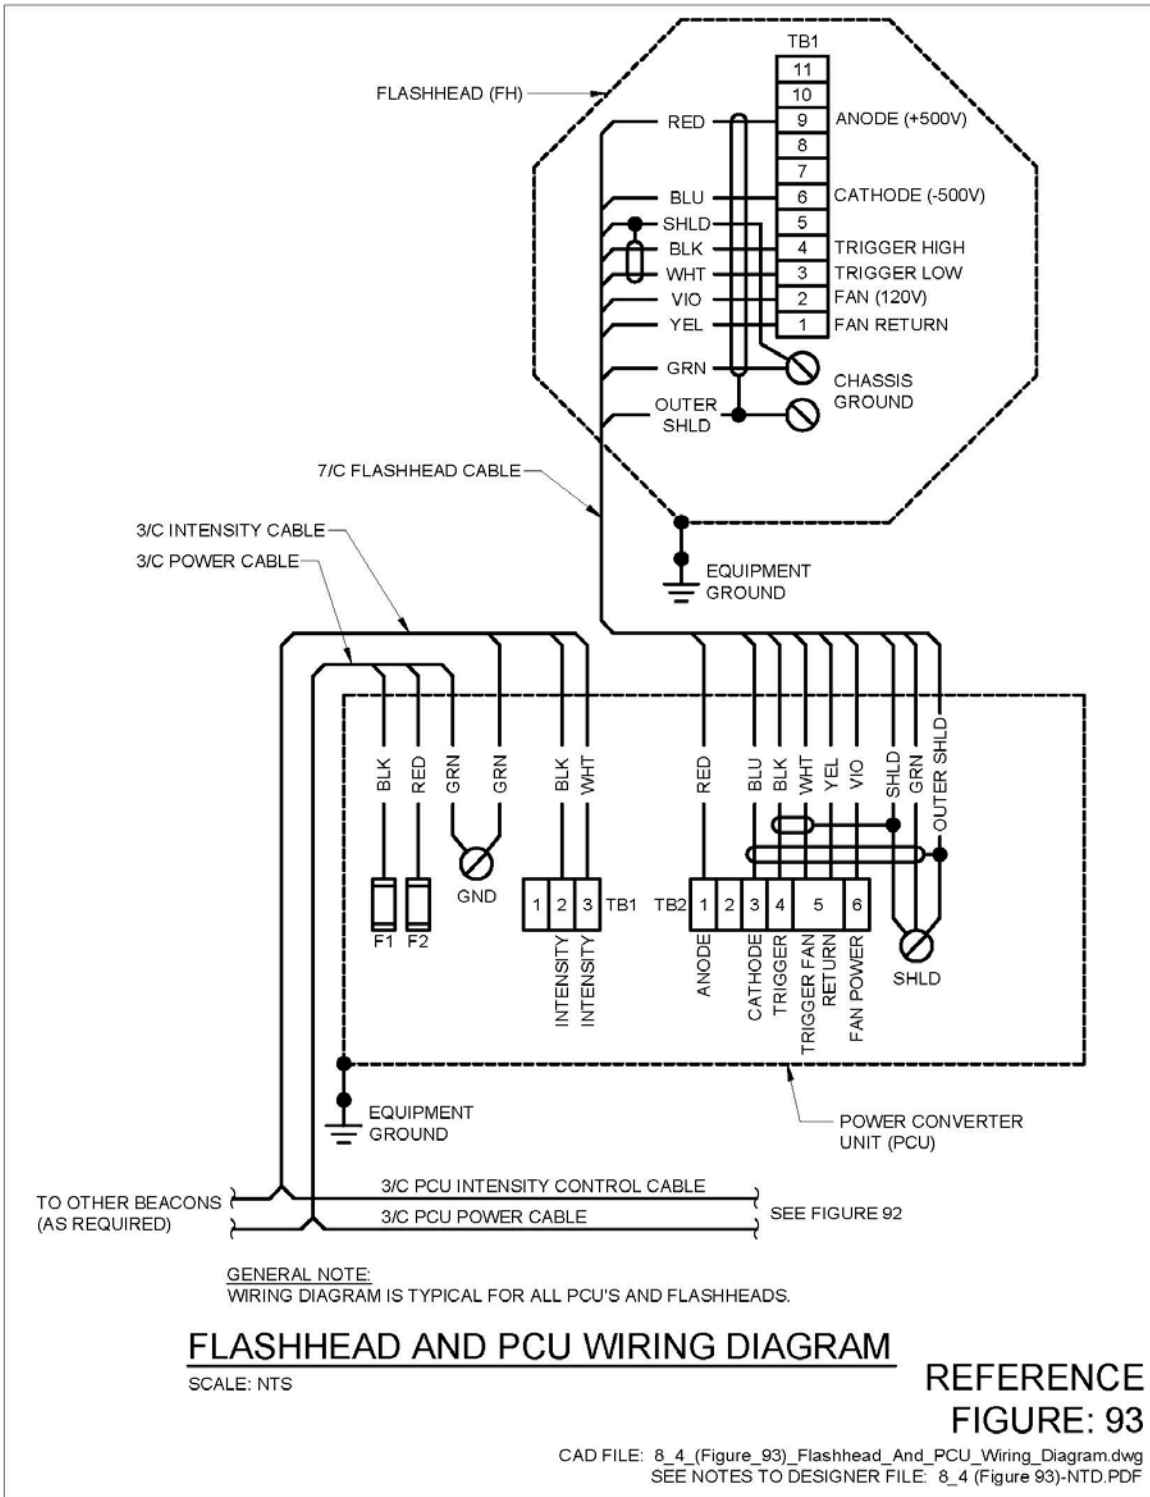 TB1
11
10
FLASHHEAD (FH)
RED 9 ANODE (+500V)
8
7
BLU 6 CATHODE (-500V)
SHLD 5
BLK 4 TRIGGER HIGH
WHT 3 TRIGGER LOW
VIO 2 FAN (120V)
YEL 1 FAN RETURN
GRN
CHASSIS
GROUND
OUTER
SHLD
7/C FLASHHEAD CABLE
3/C INTENSITY CABLE
3/C POWER CABLE
EQUIPMENT
GROUND
BLK RED GRN GRN BLK WHT RED BLU BLK WHT YEL VIO SHLD GRN OUTER SHLD
GND
1 2 3 TB1 TB2 1 2 3 4 5 6
F1 F2
SHLD
INTENSITY
INTENSITY
ANODE
CATHODE
TRIGGER
TRIGGER FAN
RETURN
FAN POWER
EQUIPMENT
GROUND
POWER CONVERTER
UNIT (PCU)
TO OTHER BEACONS
(AS REQUIRED)
3/C PCU INTENSITY CONTROL CABLE
3/C PCU POWER CABLE
SEE FIGURE 92
GENERAL NOTE:
WIRING DIAGRAM IS TYPICAL FOR ALL PCU'S AND FLASHHEADS.
FLASHHEAD AND PCU WIRING DIAGRAM
SCALE: NTS
REFERENCE
FIGURE: 93
CAD FILE: 8_4_(Figure_93)_Flashhead_And_PCU_Wiring_Diagram.dwg
SEE NOTES TO DESIGNER FILE: 8_4 (Figure 93)-NTD.PDF